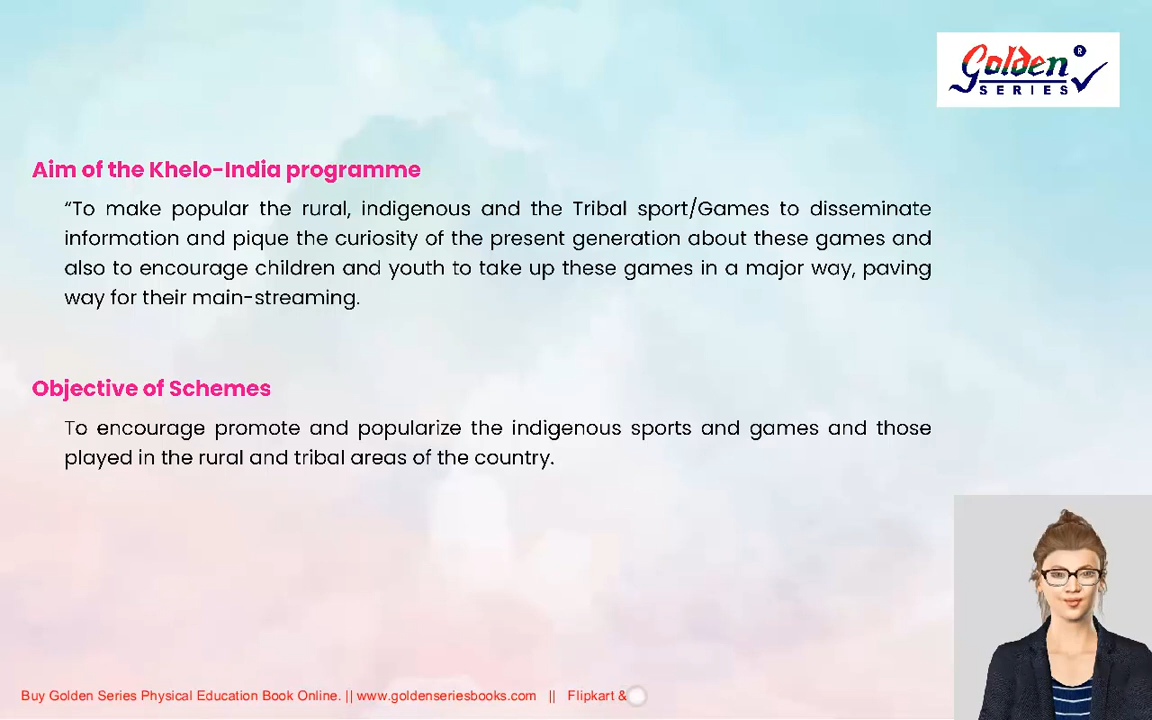 Golden ®
SERIES
Aim of the Khelo-India programme
“To make popular the rural, indigenous and the Tribal sport/Games to disseminate
information and pique the curiosity of the present generation about these games and
also to encourage children and youth to take up these games in a major way, paving
way for their main-streaming.
Objective of Schemes
To encourage promote and popularize the indigenous sports and games and those
played in the rural and tribal areas of the country.
Buy Golden Series Physical Education Book Online. || www.goldenseriesbooks.com || Flipkart &